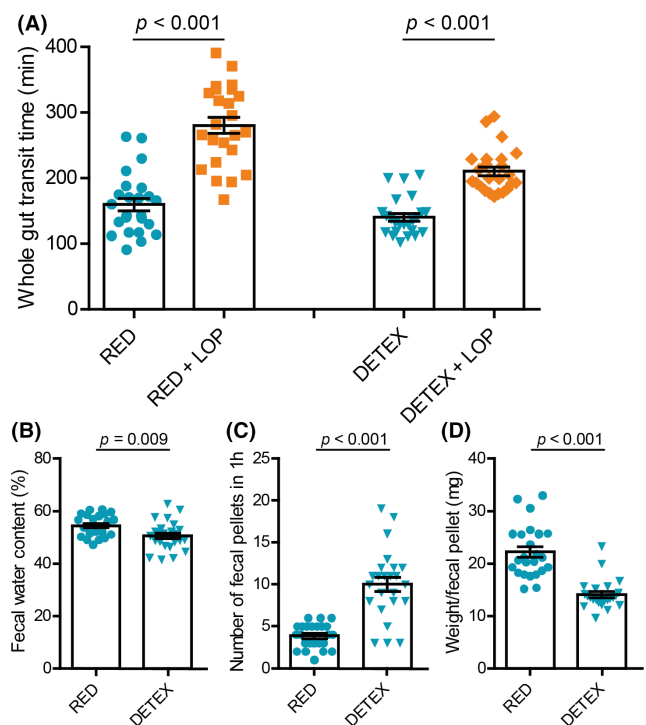 (A)
p < 0.001
p < 0.001
Whole gut transit time (min)
400
300
200
100
0
RED
RED + LOP
DETEX
DETEX + LOP
(B)
p = 0.009
Fecal water content (%)
80
60
40
20
0
RED
DETEX
(C)
p < 0.001
Number of fecal pellets in 1h
25
20
15
10
5
0
RED
DETEX
(D)
p < 0.001
Weight/fecal pellet (mg)
40
30
20
10
0
RED
DETEX